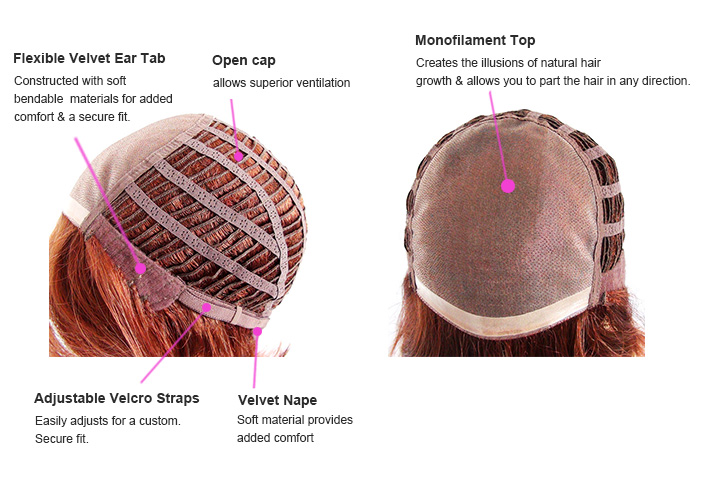 Flexible Velvet Ear Tab
Constructed with soft
bendable materials for added
comfort & a secure fit.
Open cap
allows superior ventilation
Monofilament Top
Creates the illusions of natural hair
growth & allows you to part the hair in any direction.
Adjustable Velcro Straps
Easily adjusts for a custom.
Secure fit.
Velvet Nape
Soft material provides
added comfort